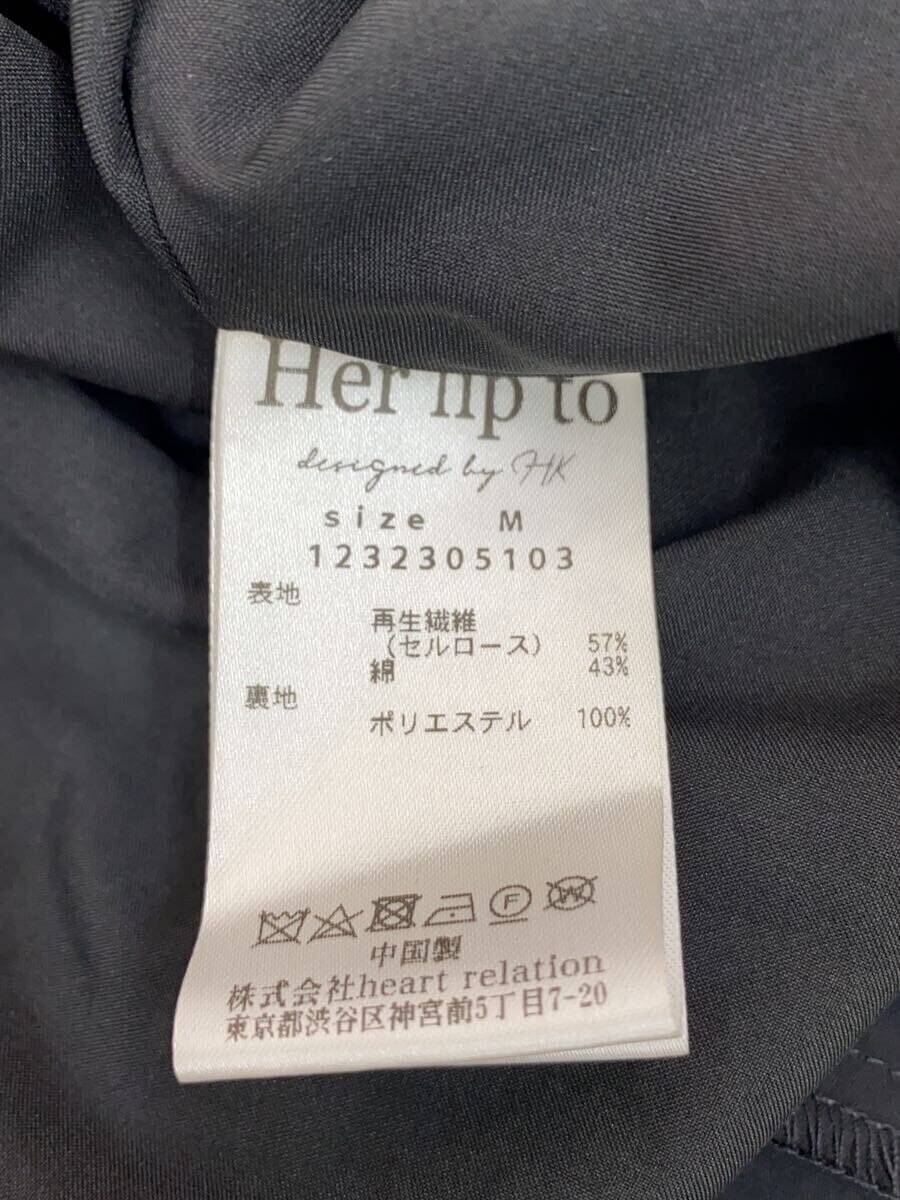 Her lip to
designed by HK
size M
1232305103
表地
再生繊維
(セルロース) 57%
綿 43%
裏地
ポリエステル 100%
F
W
中国製
株式会社heart relation
東京都渋谷区神宮前5丁目7-20